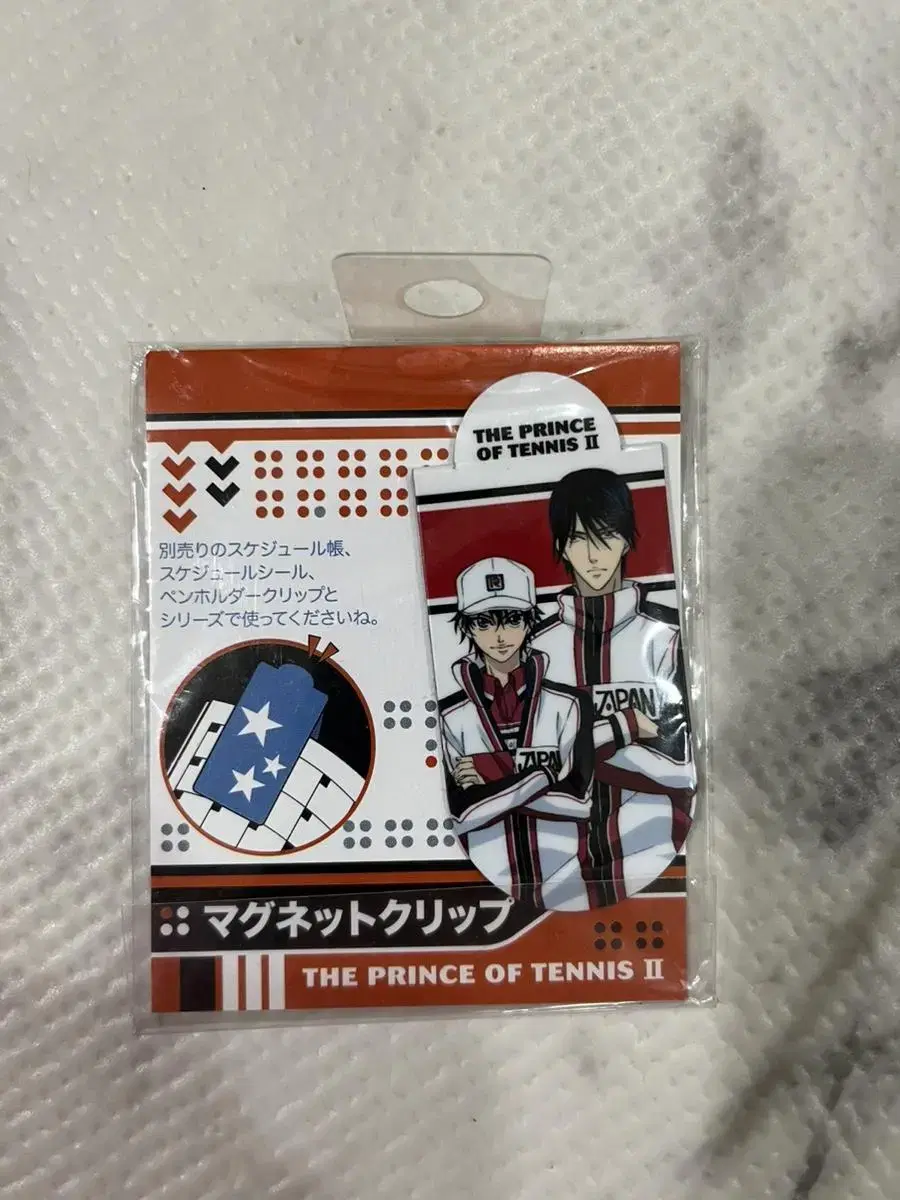 THE PRINCE
OF TENNIS II
別売りのスケジュール帳、
スケジュールシール、
ペンホルダークリップと
シリーズで使ってくださいね。
R
JAPAN
JAPAN
マグネットクリップ
THE PRINCE OF TENNIS II